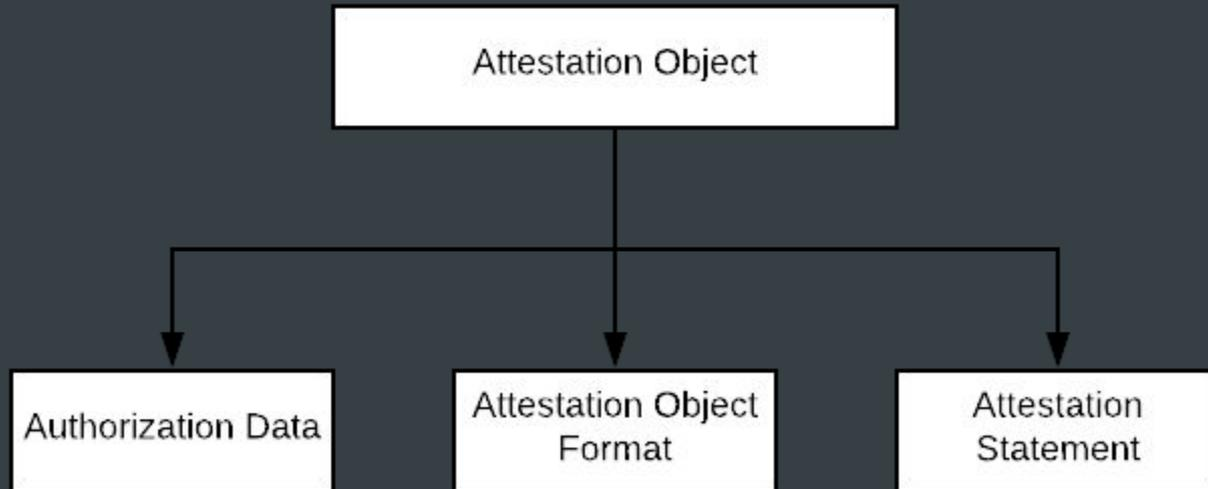 Attestation Object
Authorization Data
Attestation Object
Format
Attestation
Statement